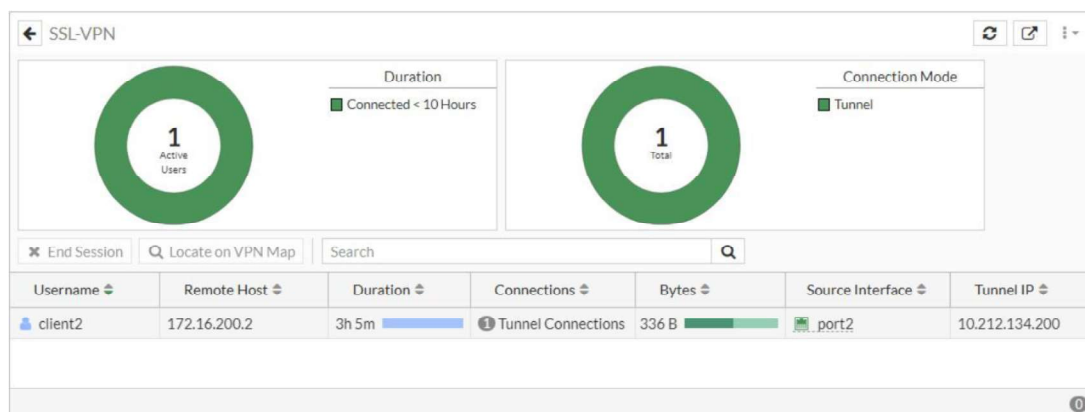 SSL-VPN
Duration
Connected < 10 Hours
1
Active
Users
Connection Mode
Tunnel
1
Total
End Session Locate on VPN Map Search
Username Remote Host Duration Connections Bytes Source Interface Tunnel IP
client2 172.16.200.2 3h 5m 1 Tunnel Connections 336 B port2 10.212.134.200
0